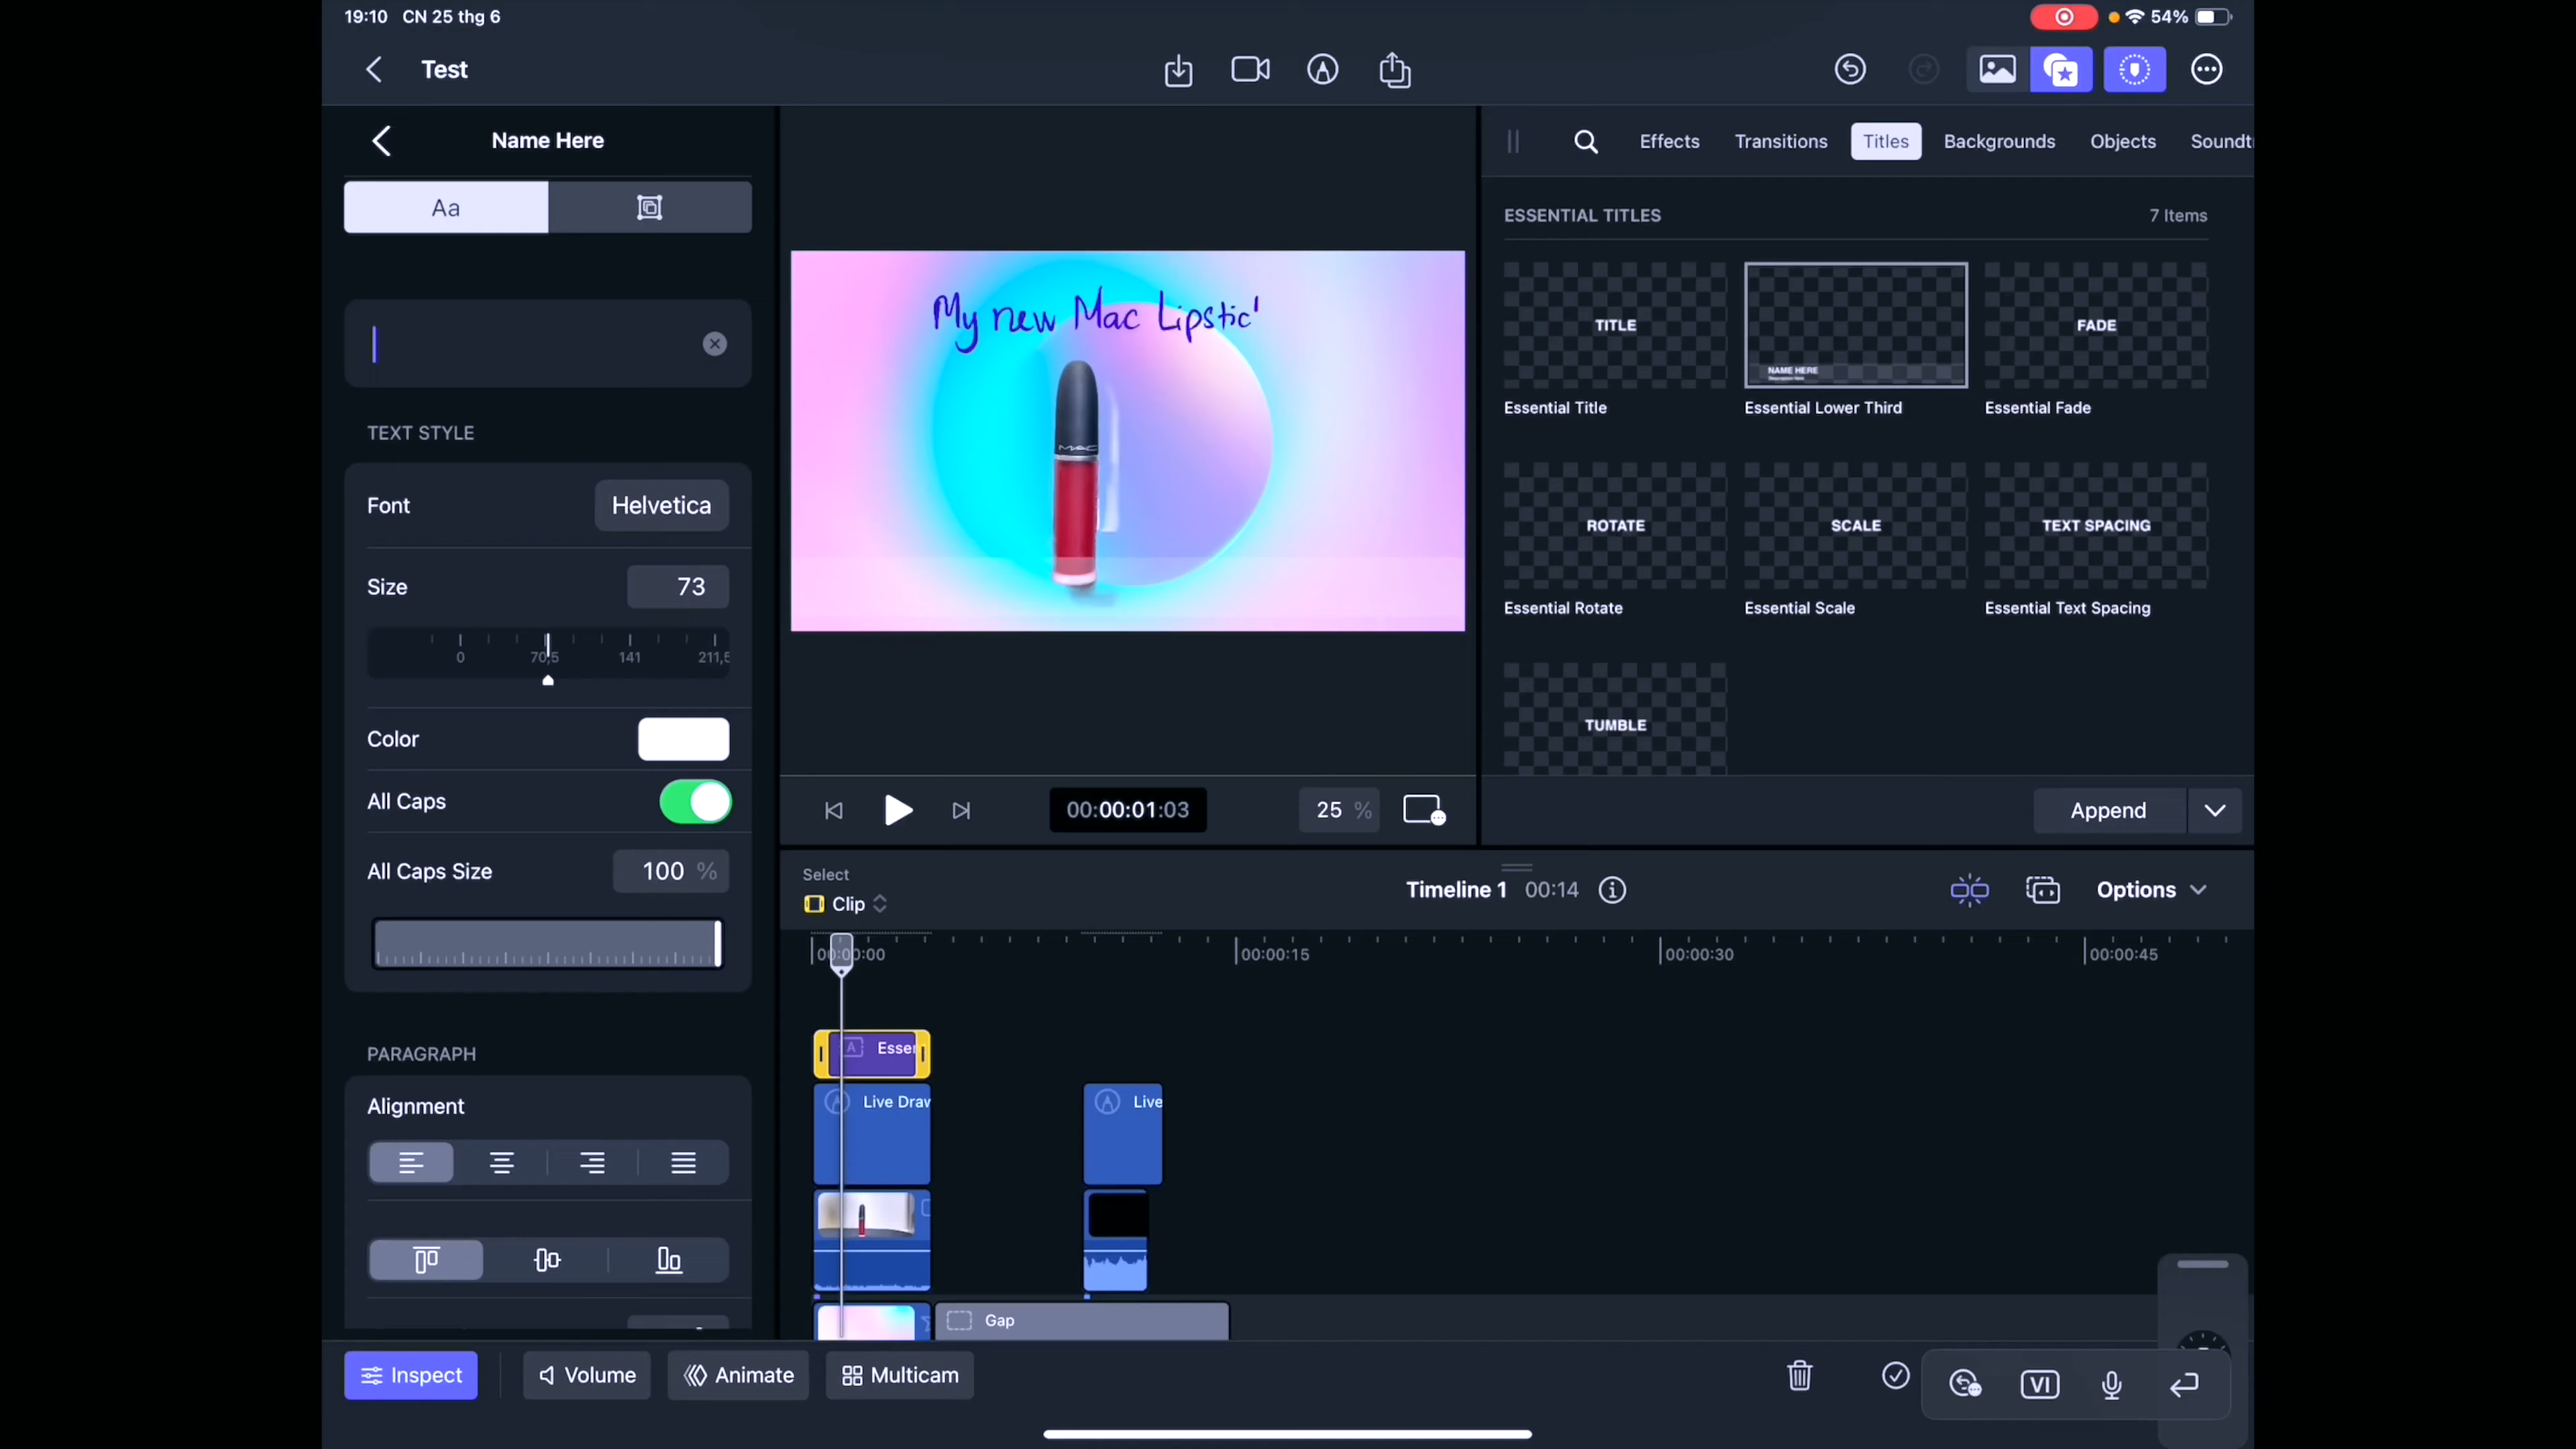 19:10 CN 25 thg 6
54%
Test
Name Here
Aa
TEXT STYLE
Font Helvetica
Size 73
0 70,5 141 211,5
Color
All Caps
All Caps Size 100 %
PARAGRAPH
Alignment
My new Mac Lipstic
MAC
00:00:01:03
25 %
Effects Transitions Titles Backgrounds Objects Soundt
ESSENTIAL TITLES 7 Items
TITLE
NAME HERE
FADE
Essential Title
Essential Lower Third
Essential Fade
ROTATE
SCALE
TEXT SPACING
Essential Rotate
Essential Scale
Essential Text Spacing
TUMBLE
Append
Select
Clip
Timeline 1 00:14
Options
00:00:00 00:00:15 00:00:30 00:00:45
A Esser
Live Draw
Live
Gap
Inspect Volume Animate Multicam
VI